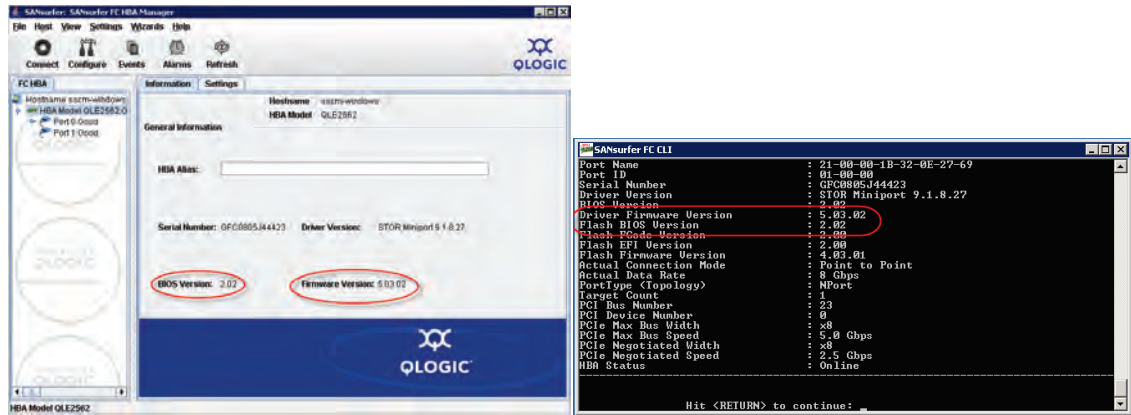 SANsurfer: SANsurfer FC HBA Manager
File Host View Settings Wizards Help
Connect Configure Events Alarms Refresh
QLOGIC
FC HBA
Information Settings
Hostname sscm-windows
HBA Model QLE2562:0
Port 0:Good
Port 1:Good
Hostname sscm-windows
HBA Model QLE2562
General Information
HBA Alias:
Serial Number: GFC0805J44423 Driver Version: STOR Miniport 9.1.8.27
BIOS Version: 2.02 Firmware Version: 5.03.02
QLOGIC
HBA Model QLE2562
SANsurfer FC CLI
Port Name : 21-00-00-1B-32-0E-27-69
Port ID : 01-00-00
Serial Number : GFC0805J44423
Driver Version : STOR Miniport 9.1.8.27
BIOS Version : 2.02
Driver Firmware Version : 5.03.02
Flash BIOS Version : 2.02
Flash FCode Version : 2.00
Flash EFI Version : 2.00
Flash Firmware Version : 4.03.01
Actual Connection Mode : Point to Point
Actual Data Rate : 8 Gbps
PortType (Topology) : NPort
Target Count : 1
PCI Bus Number : 23
PCI Device Number : 0
PCIe Max Bus Width : x8
PCIe Max Bus Speed : 5.0 Gbps
PCIe Negotiated Width : x8
PCIe Negotiated Speed : 2.5 Gbps
HBA Status : Online
Hit <RETURN> to continue: _